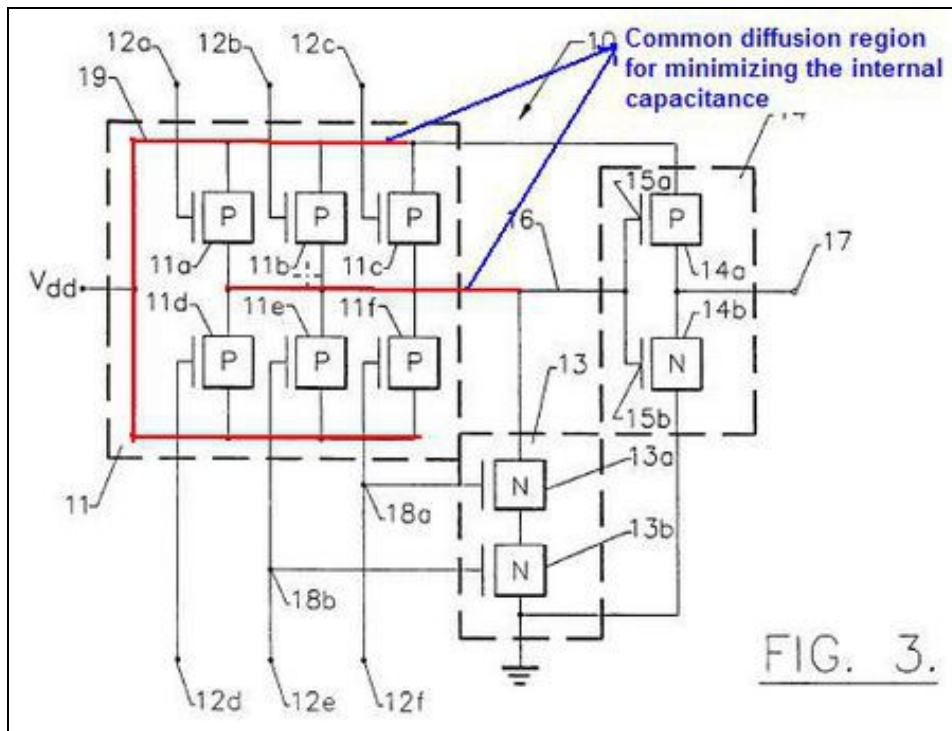 12a 12b 12c 10 Common diffusion region
for minimizing the internal
capacitance
19
14
15a
P P P P
16 17
11a 11b 11c 14a
Vdd
11d 11e 11f 14b
P P P N
13
15b
11 13a
N
18a
13b
N
18b
FIG. 3.
12d 12e 12f